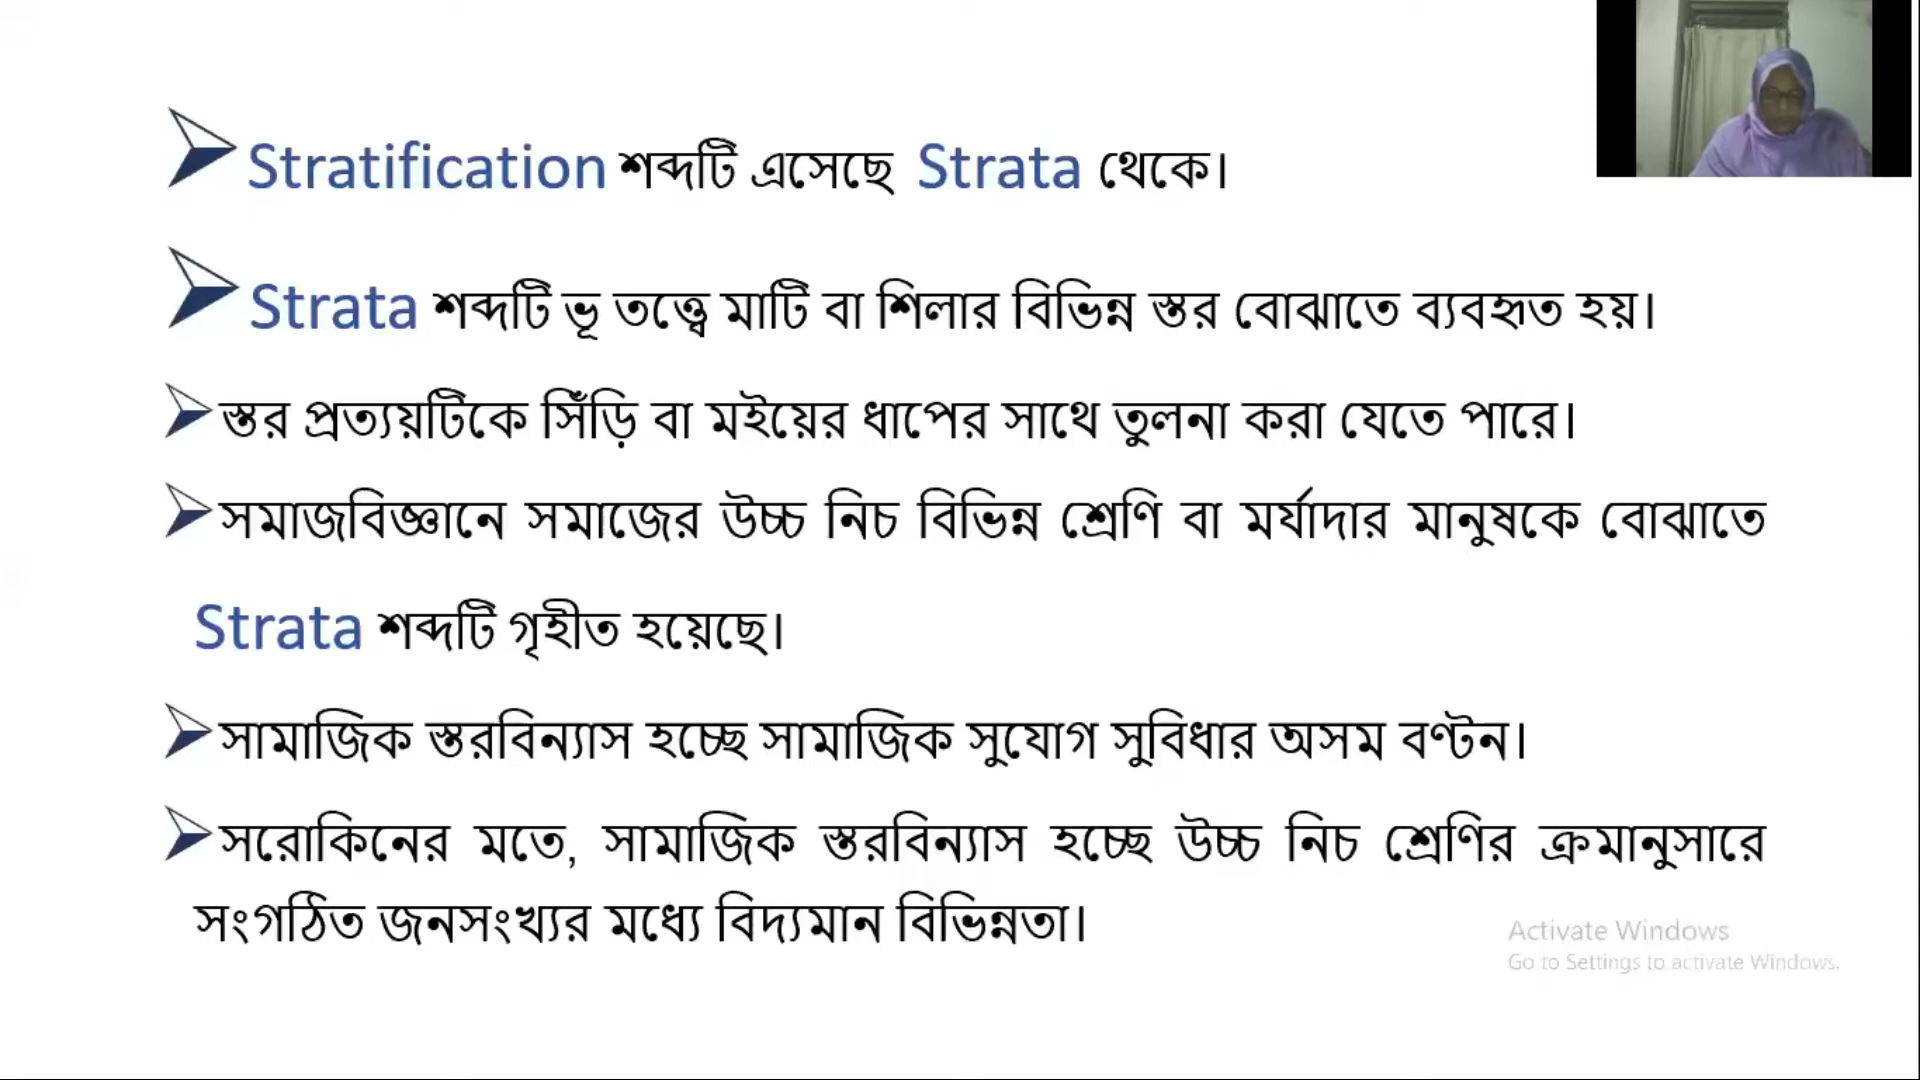 Stratification শব্দটি এসেছে Strata থেকে।
Strata শব্দটি ভূ তত্ত্বে মাটি বা শিলার বিভিন্ন স্তর বোঝাতে ব্যবহৃত হয়।
স্তর প্রত্যয়টিকে সিঁড়ি বা মইয়ের ধাপের সাথে তুলনা করা যেতে পারে।
সমাজবিজ্ঞানে সমাজের উচ্চ নিচ বিভিন্ন শ্রেণি বা মর্যাদার মানুষকে বোঝাতে
Strata শব্দটি গৃহীত হয়েছে।
সামাজিক স্তরবিন্যাস হচ্ছে সামাজিক সুযোগ সুবিধার অসম বণ্টন।
সরোকিনের মতে, সামাজিক স্তরবিন্যাস হচ্ছে উচ্চ নিচ শ্রেণির ক্রমানুসারে
সংগঠিত জনসংখ্যর মধ্যে বিদ্যমান বিভিন্নতা।
Activate Windows
Go to Settings to activate Windows.